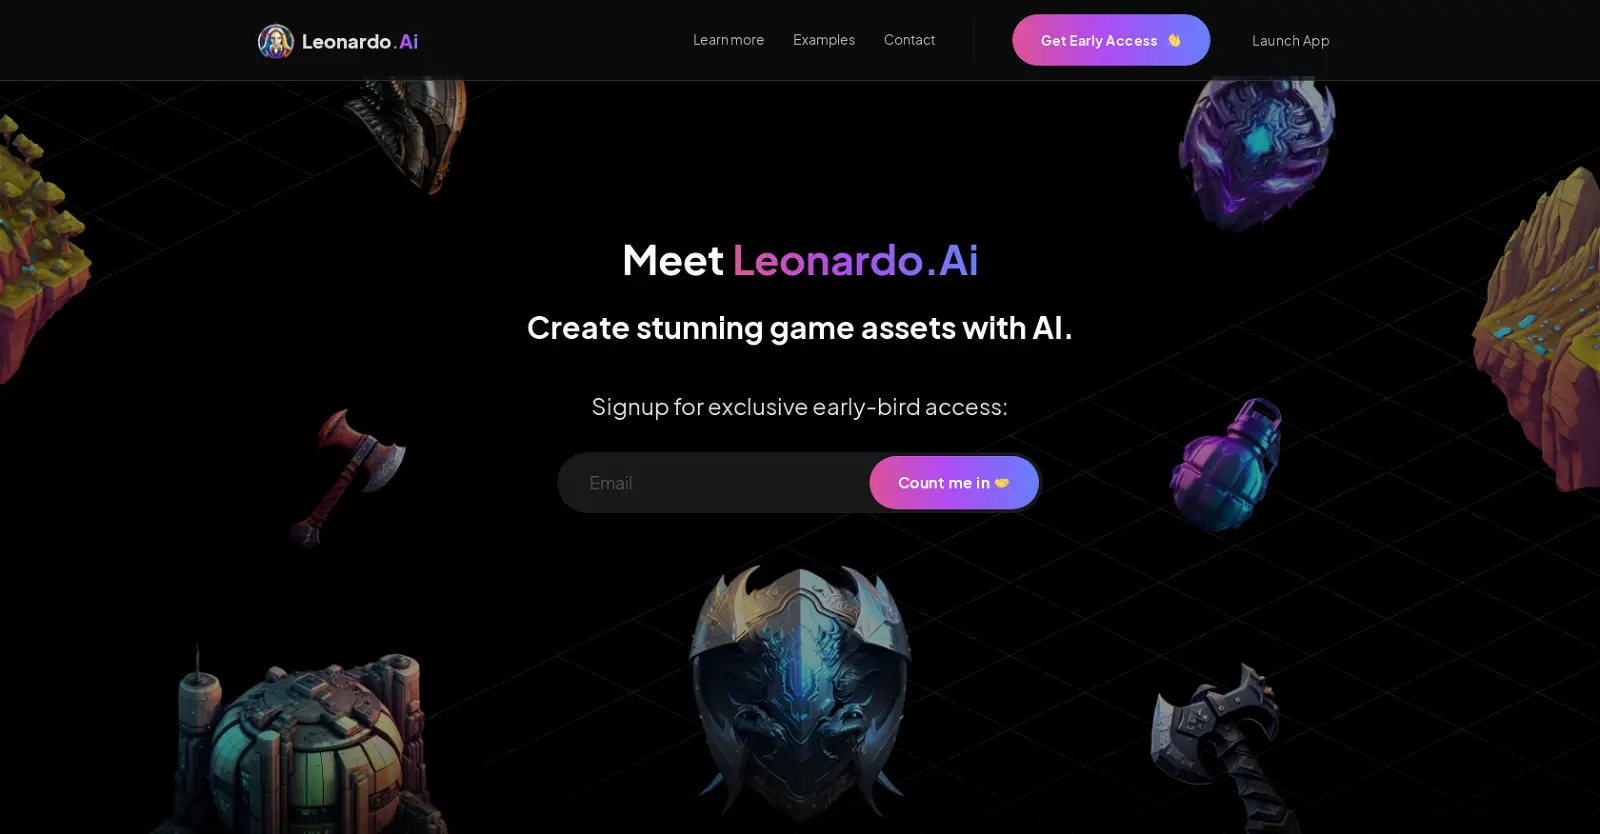 Leonardo.Ai
Learn more
Examples
Contact
Get Early Access 👋
Launch App
Meet Leonardo.Ai
Create stunning game assets with AI.
Signup for exclusive early-bird access:
Email
Count me in 🤝